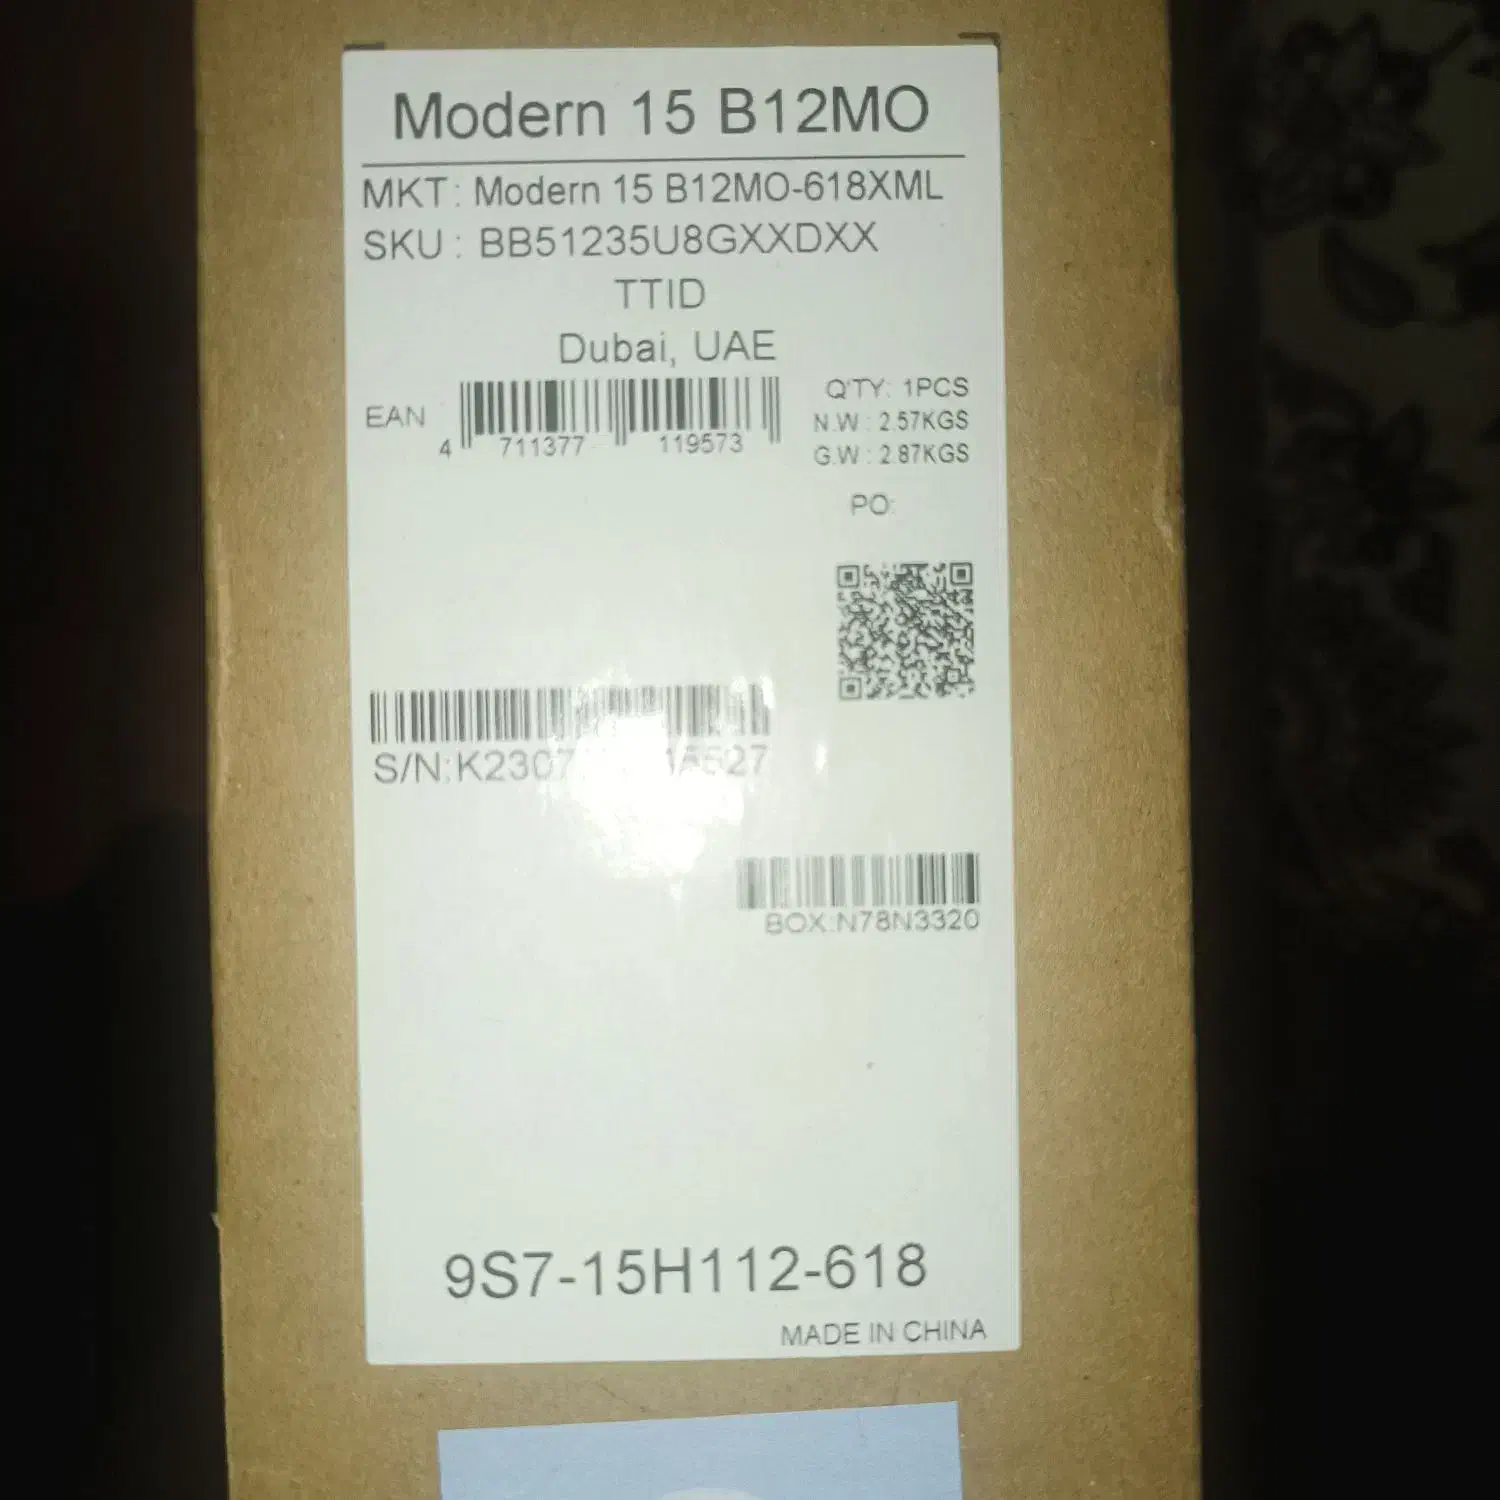 Modern 15 B12MO
MKT: Modern 15 B12MO-618XML
SKU : BB51235U8GXXDXX
TTID
Dubai, UAE
EAN
4 711377 119573
Q'TY: 1PCS
N.W : 2.57KGS
G.W : 2.87KGS
PO:
BOX:N78N3320
9S7-15H112-618
MADE IN CHINA